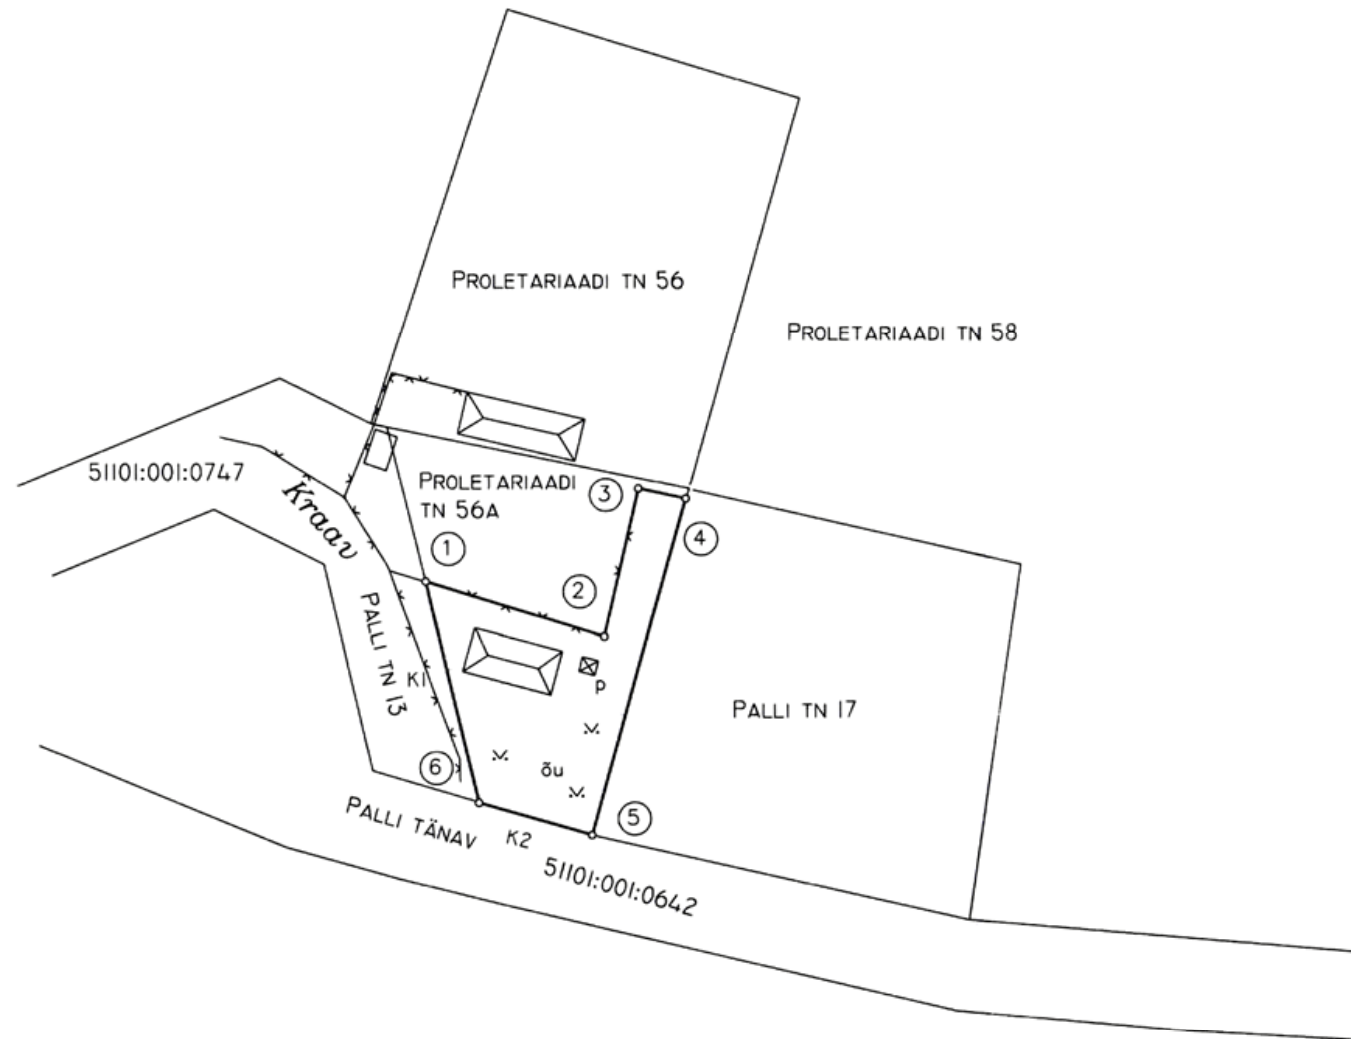 PROLETARIAADI TN 56
PROLETARIAADI TN 58
51101:001:0747
PROLETARIAADI
TN 56A
Kraav
3
4
1
2
PALLI TN 13
K1
p
PALLI TN 17
6
õu
PALLI TÄNAV
K2
5
51101:001:0642